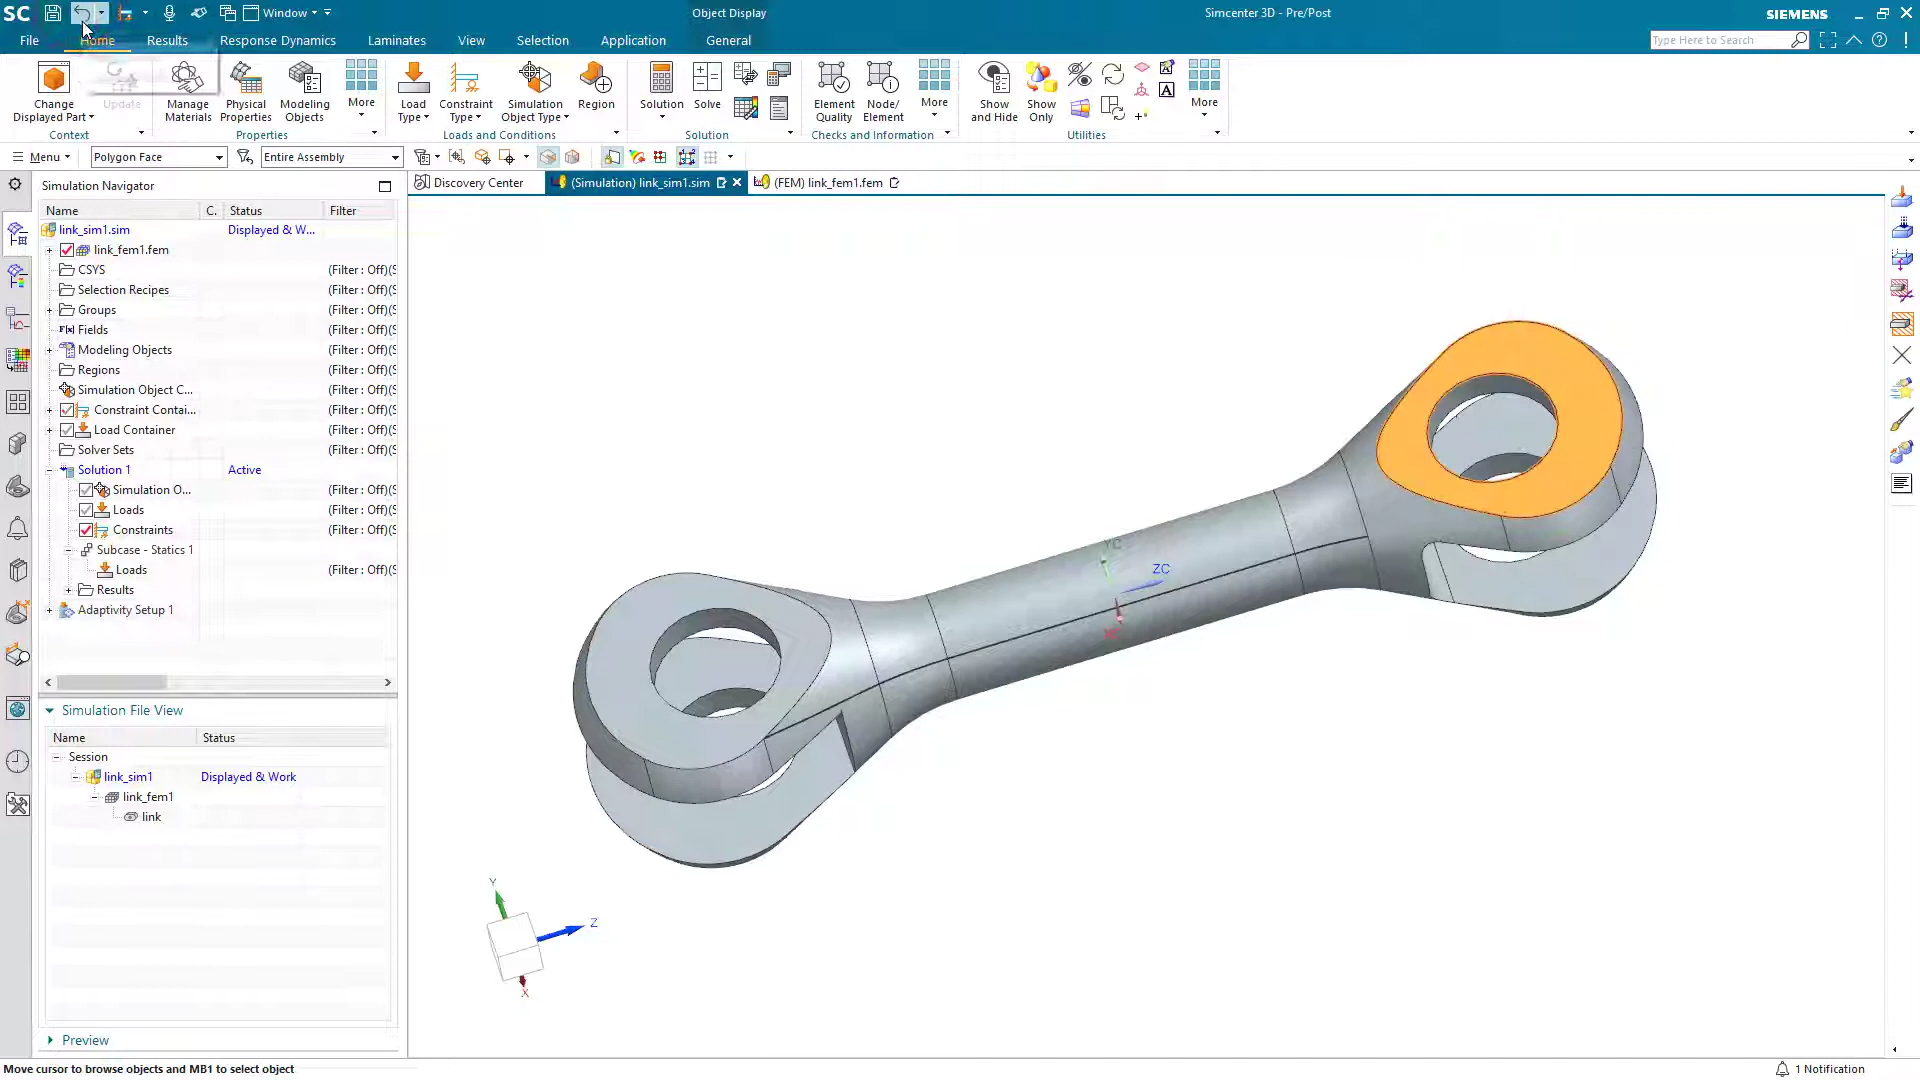 SC Window Object Display Simcenter 3D - Pre/Post SIEMENS
File Home Results Response Dynamics Laminates View Selection Application General Type Here to Search
Change Displayed Part
Update
Manage Materials
Physical Properties
Modeling Objects
More
Load Type
Constraint Type
Simulation Object Type
Region
Solution
Solve
Element Quality
Node/ Element
More
Show and Hide
Show Only
More
Context Properties Loads and Conditions Solution Checks and Information Utilities
Menu Polygon Face Entire Assembly
Simulation Navigator
Discovery Center (Simulation) link_sim1.sim (FEM) link_fem1.fem
Name C. Status Filter
link_sim1.sim Displayed & W...
link_fem1.fem
CSYS (Filter : Off)(S
Selection Recipes (Filter : Off)(S
Groups (Filter : Off)(S
Fields (Filter : Off)(S
Modeling Objects (Filter : Off)(S
Regions (Filter : Off)(S
Simulation Object C... (Filter : Off)(S
Constraint Contai... (Filter : Off)(S
Load Container (Filter : Off)(S
Solver Sets (Filter : Off)(S
Solution 1 Active
Simulation O... (Filter : Off)(S
Loads (Filter : Off)(S
Constraints (Filter : Off)(S
Subcase - Statics 1
Loads (Filter : Off)(S
Results
Adaptivity Setup 1
YC
ZC
XC
Simulation File View
Name Status
Session
link_sim1 Displayed & Work
link_fem1
link
Y
Z
X
Preview
Move cursor to browse objects and MB1 to select object 1 Notification